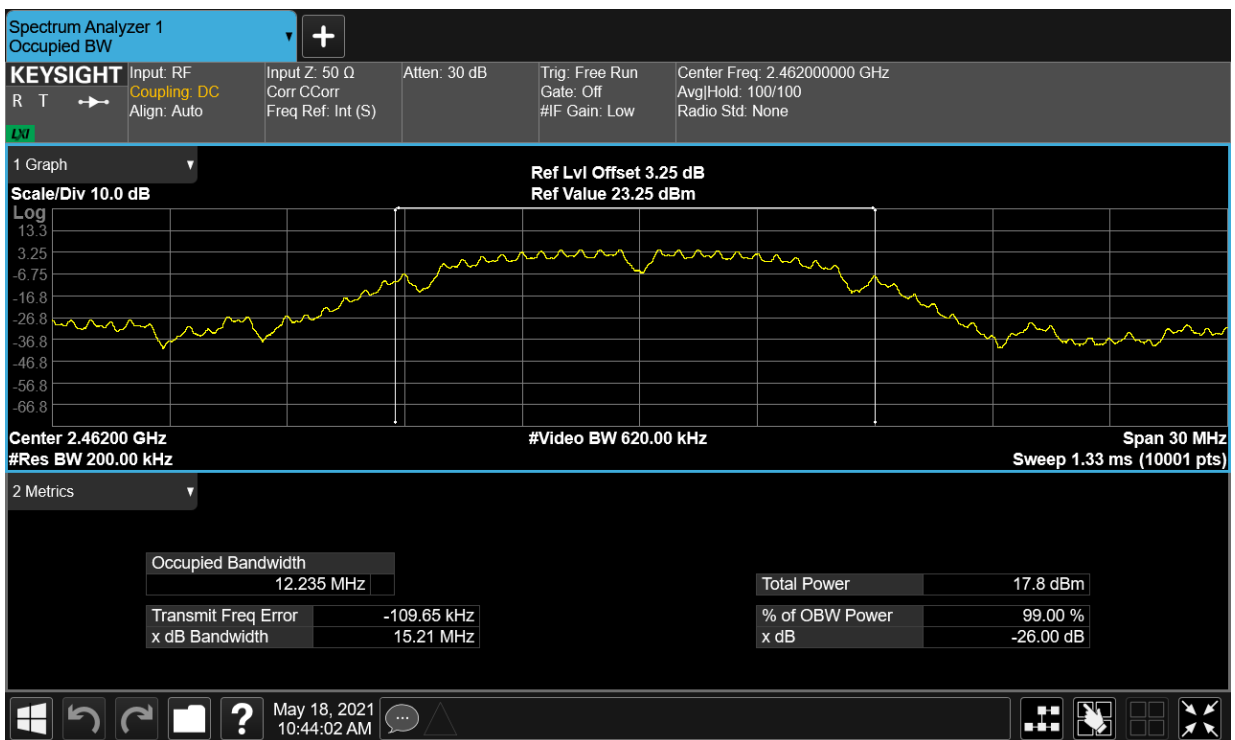 Spectrum Analyzer 1
Occupied BW
▼
+
KEYSIGHT
R T
LXI
Input: RF
Coupling: DC
Align: Auto
Input Z: 50 Ω
Corr CCorr
Freq Ref: Int (S)
Atten: 30 dB
Trig: Free Run
Gate: Off
#IF Gain: Low
Center Freq: 2.462000000 GHz
Avg|Hold: 100/100
Radio Std: None
1 Graph
Scale/Div 10.0 dB
Ref Lvl Offset 3.25 dB
Ref Value 23.25 dBm
Log
13.3
3.25
-6.75
-16.8
-26.8
-36.8
-46.8
-56.8
-66.8
Center 2.46200 GHz
#Video BW 620.00 kHz
Span 30 MHz
#Res BW 200.00 kHz
Sweep 1.33 ms (10001 pts)
2 Metrics
Occupied Bandwidth
12.235 MHz
Total Power 17.8 dBm
Transmit Freq Error -109.65 kHz
% of OBW Power 99.00 %
x dB Bandwidth 15.21 MHz
x dB -26.00 dB
?
May 18, 2021
10:44:02 AM